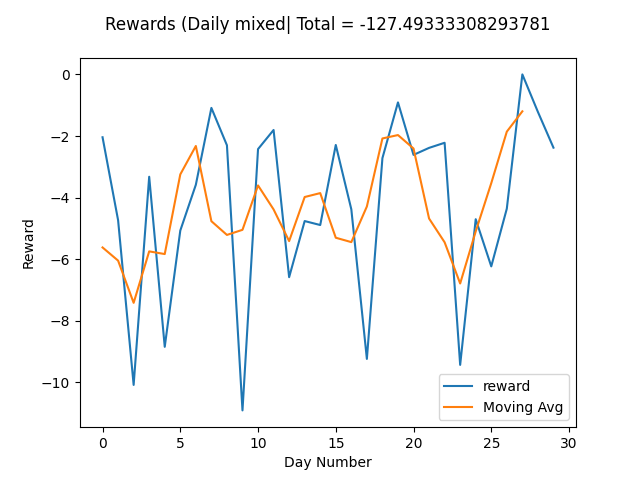 Rewards (Daily mixed| Total = -127.49333308293781
0
−2
−4
−6
−8
−10
Reward
0 5 10 15 20 25 30
Day Number
reward
Moving Avg